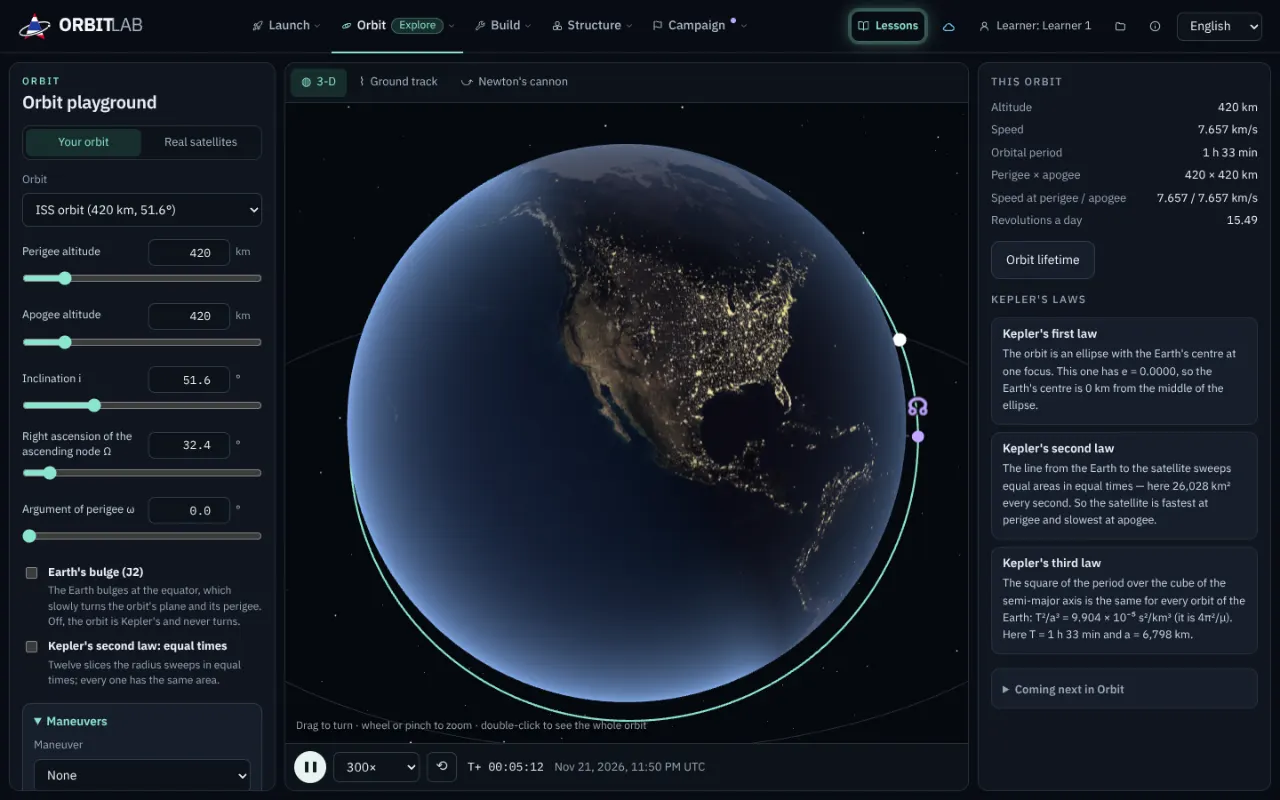 ORBITLAB
Launch
Orbit Explore
Build
Structure
Campaign
Lessons
Learner: Learner 1
English
ORBIT
Orbit playground
Your orbit
Real satellites
Orbit
ISS orbit (420 km, 51.6°)
Perigee altitude 420 km
Apogee altitude 420 km
Inclination i 51.6 °
Right ascension of the
ascending node Ω 32.4 °
Argument of perigee ω 0.0 °
Earth's bulge (J2)
The Earth bulges at the equator, which
slowly turns the orbit's plane and its perigee.
Off, the orbit is Kepler's and never turns.
Kepler's second law: equal times
Twelve slices the radius sweeps in equal
times; every one has the same area.
▼ Maneuvers
Maneuver
None
3-D
Ground track
Newton's cannon
☊
Drag to turn · wheel or pinch to zoom · double-click to see the whole orbit
300×
T+ 00:05:12 Nov 21, 2026, 11:50 PM UTC
THIS ORBIT
Altitude 420 km
Speed 7.657 km/s
Orbital period 1 h 33 min
Perigee × apogee 420 × 420 km
Speed at perigee / apogee 7.657 / 7.657 km/s
Revolutions a day 15.49
Orbit lifetime
KEPLER'S LAWS
Kepler's first law
The orbit is an ellipse with the Earth's centre at
one focus. This one has e = 0.0000, so the
Earth's centre is 0 km from the middle of the
ellipse.
Kepler's second law
The line from the Earth to the satellite sweeps
equal areas in equal times — here 26,028 km²
every second. So the satellite is fastest at
perigee and slowest at apogee.
Kepler's third law
The square of the period over the cube of the
semi-major axis is the same for every orbit of the
Earth: T²/a³ = 9.904 × 10⁻⁵ s²/km³ (it is 4π²/μ).
Here T = 1 h 33 min and a = 6,798 km.
▶ Coming next in Orbit